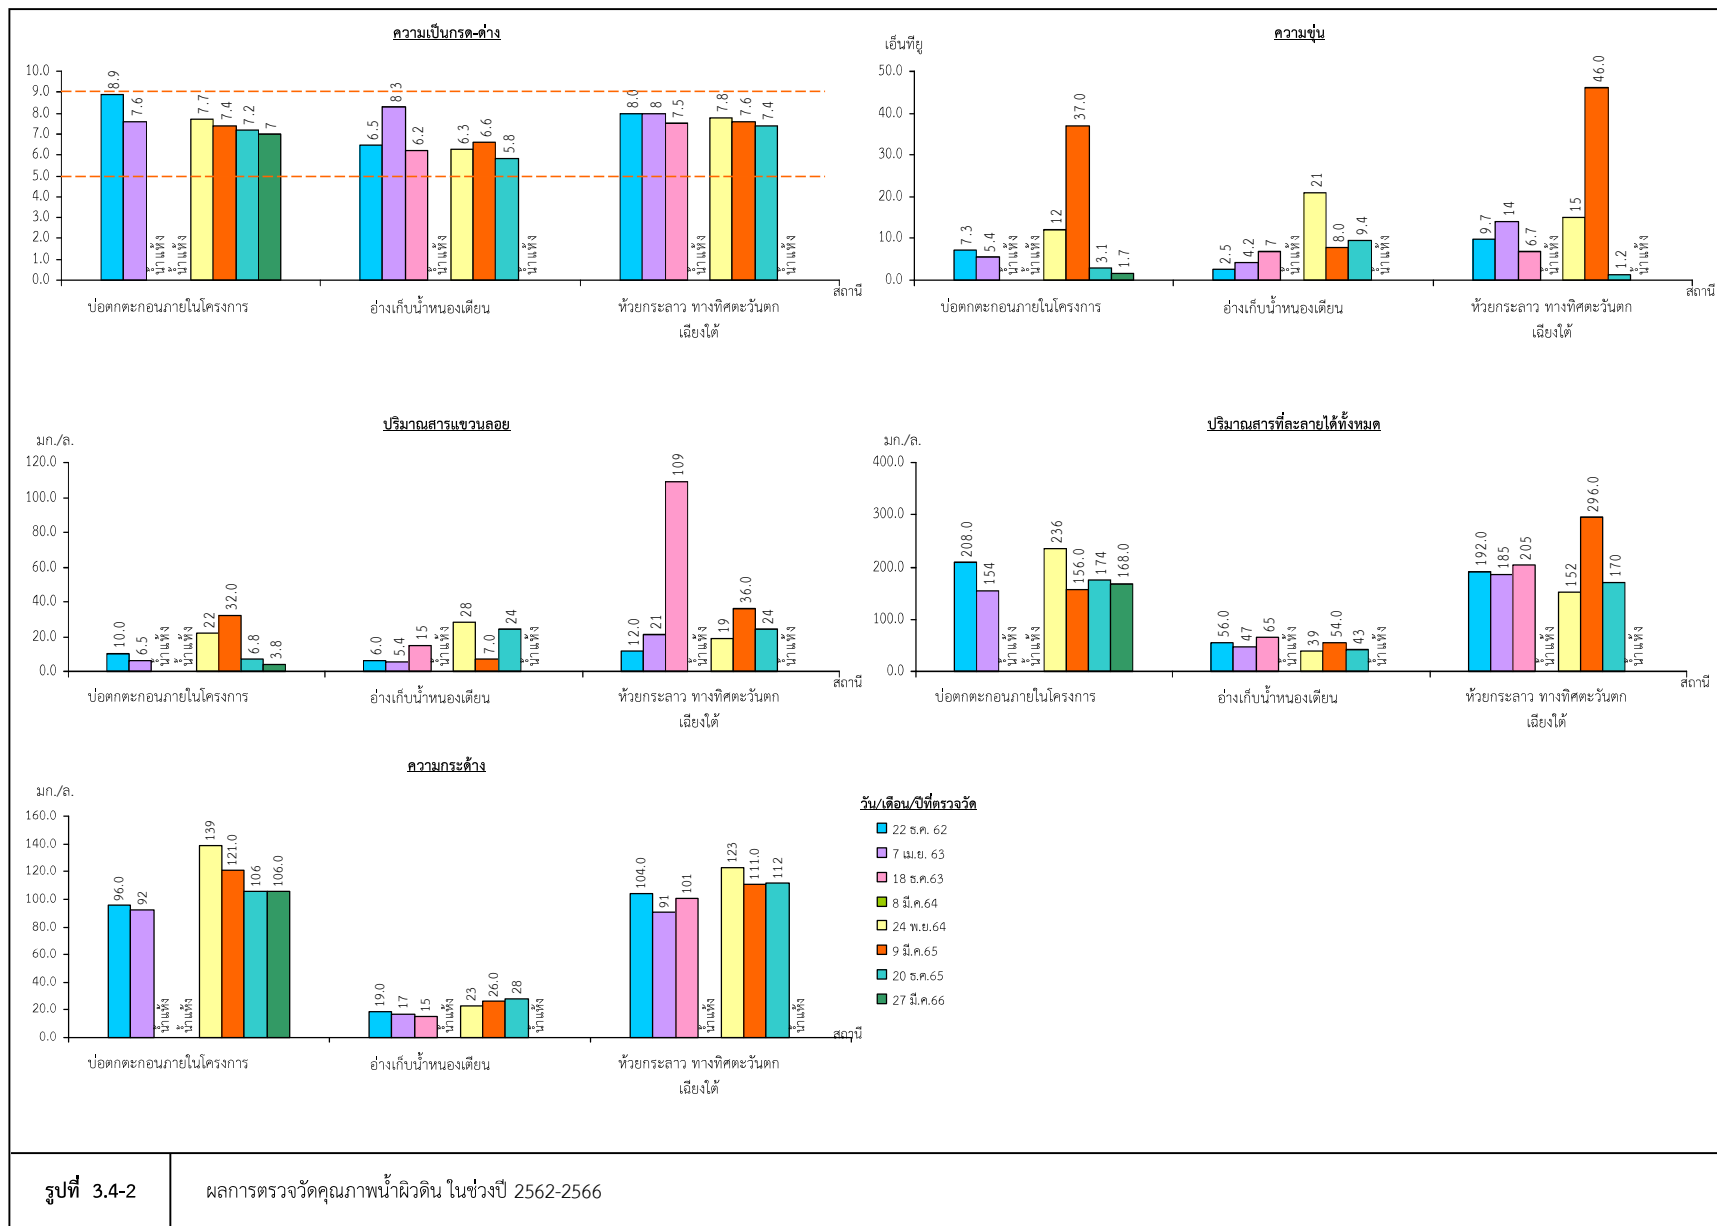 ความเป็นกรด-ด่าง
10.0
9.0
8.0
7.0
6.0
5.0
4.0
3.0
2.0
1.0
0.0
8.9
7.6
น้ำแห้ง
น้ำแห้ง
7.7
7.4
7.2
7
6.5
8.3
6.2
น้ำแห้ง
6.3
6.6
5.8
น้ำแห้ง
8.0
8
7.5
น้ำแห้ง
7.8
7.6
7.4
น้ำแห้ง
สถานี
บ่อตกตะกอนภายในโครงการ
อ่างเก็บน้ำหนองเตียน
ห้วยกระลาว ทางทิศตะวันตก
เฉียงใต้
ความขุ่น
เอ็นทียู
50.0
40.0
30.0
20.0
10.0
0.0
7.3
5.4
น้ำแห้ง
น้ำแห้ง
12
37.0
3.1
1.7
2.5
4.2
7
น้ำแห้ง
21
8.0
9.4
น้ำแห้ง
9.7
14
6.7
น้ำแห้ง
15
46.0
1.2
น้ำแห้ง
สถานี
บ่อตกตะกอนภายในโครงการ
อ่างเก็บน้ำหนองเตียน
ห้วยกระลาว ทางทิศตะวันตก
เฉียงใต้
ปริมาณสารแขวนลอย
มก./ล.
120.0
100.0
80.0
60.0
40.0
20.0
0.0
10.0
6.5
น้ำแห้ง
น้ำแห้ง
22
32.0
6.8
3.8
6.0
5.4
15
น้ำแห้ง
28
7.0
24
น้ำแห้ง
12.0
21
109
น้ำแห้ง
19
36.0
24
น้ำแห้ง
สถานี
บ่อตกตะกอนภายในโครงการ
อ่างเก็บน้ำหนองเตียน
ห้วยกระลาว ทางทิศตะวันตก
เฉียงใต้
ปริมาณสารที่ละลายได้ทั้งหมด
มก./ล.
400.0
300.0
200.0
100.0
0.0
208.0
154
น้ำแห้ง
น้ำแห้ง
236
156.0
174
168.0
56.0
47
65
น้ำแห้ง
39
54.0
43
น้ำแห้ง
192.0
185
205
น้ำแห้ง
152
296.0
170
น้ำแห้ง
สถานี
บ่อตกตะกอนภายในโครงการ
อ่างเก็บน้ำหนองเตียน
ห้วยกระลาว ทางทิศตะวันตก
เฉียงใต้
ความกระด้าง
มก./ล.
160.0
140.0
120.0
100.0
80.0
60.0
40.0
20.0
0.0
96.0
92
น้ำแห้ง
น้ำแห้ง
139
121.0
106
106.0
19.0
17
15
น้ำแห้ง
23
26.0
28
น้ำแห้ง
104.0
91
101
น้ำแห้ง
123
111.0
112
น้ำแห้ง
สถานี
บ่อตกตะกอนภายในโครงการ
อ่างเก็บน้ำหนองเตียน
ห้วยกระลาว ทางทิศตะวันตก
เฉียงใต้
วัน/เดือน/ปีที่ตรวจวัด
22 ธ.ค. 62
7 เม.ย. 63
18 ธ.ค.63
8 มี.ค.64
24 พ.ย.64
9 มี.ค.65
20 ธ.ค.65
27 มี.ค.66
รูปที่ 3.4-2
ผลการตรวจวัดคุณภาพน้ำผิวดิน ในช่วงปี 2562-2566